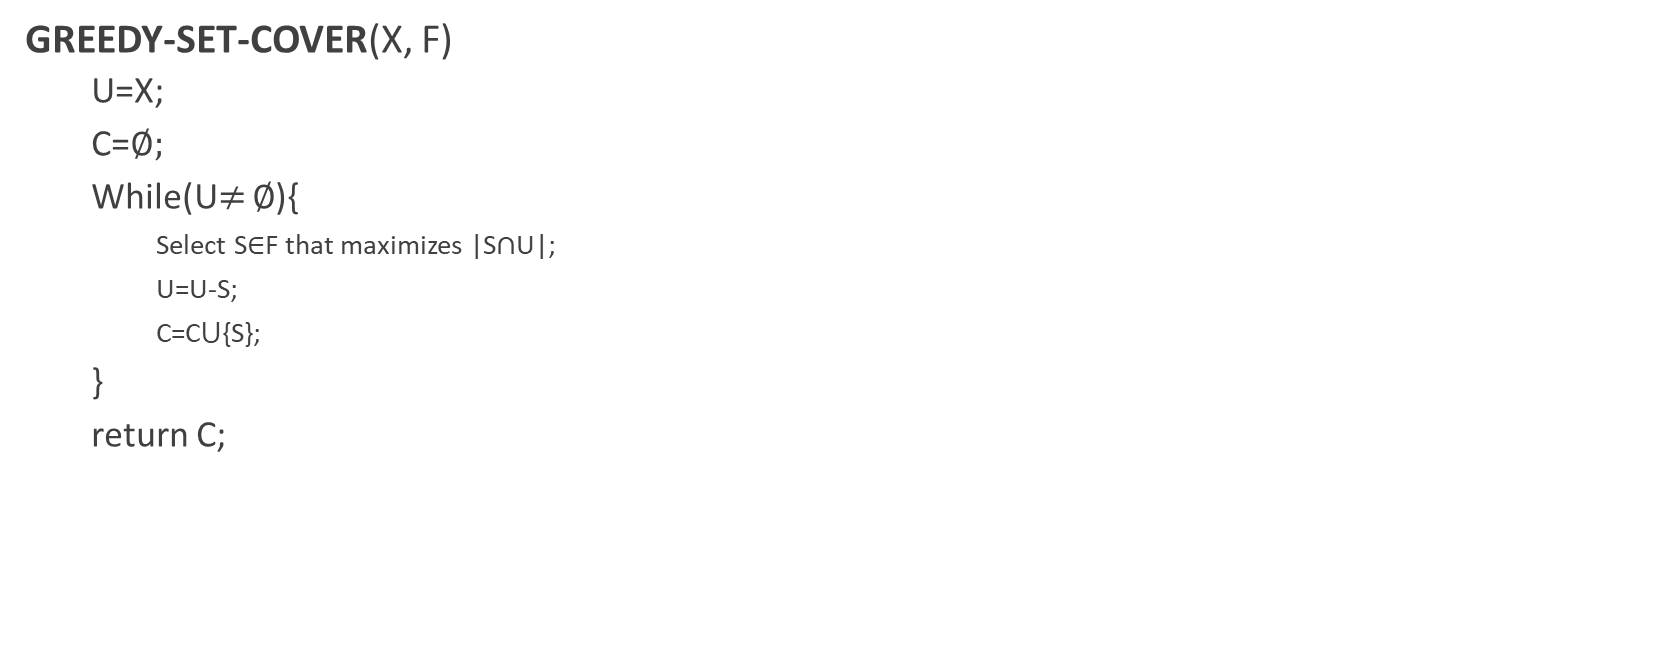 GREEDY-SET-COVER(X, F)
U=X;
C=∅;
While(U≠ ∅){
Select S∈F that maximizes |S∩U|;
U=U-S;
C=C∪{S};
}
return C;